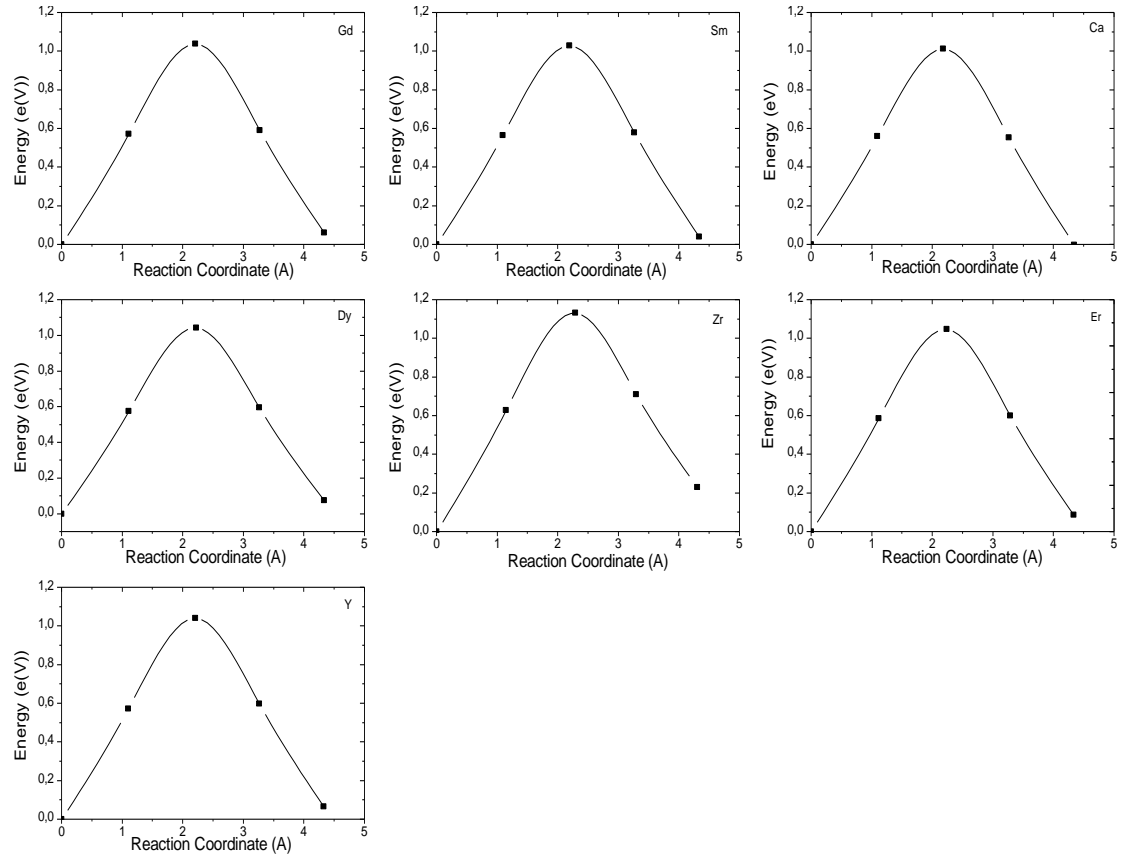 Gd
Energy (e(V))
1,2
1,0
0,8
0,6
0,4
0,2
0,0
0 1 2 3 4 5
Reaction Coordinate (A)
Sm
Energy (e(V))
1,2
1,0
0,8
0,6
0,4
0,2
0,0
0 1 2 3 4 5
Reaction Coordinate (A)
Ca
Energy (eV)
1,2
1,0
0,8
0,6
0,4
0,2
0,0
0 1 2 3 4 5
Reaction Coordinate (A)
Dy
Energy (e(V))
1,2
1,0
0,8
0,6
0,4
0,2
0,0
0 1 2 3 4 5
Reaction Coordinate (A)
Zr
Energy (e(V))
1,2
1,0
0,8
0,6
0,4
0,2
0,0
0 1 2 3 4 5
Reaction Coordinate (A)
Er
Energy (e(V))
1,2
1,0
0,8
0,6
0,4
0,2
0,0
0 1 2 3 4 5
Reaction Coordinate (A)
Y
Energy (e(V))
1,2
1,0
0,8
0,6
0,4
0,2
0,0
0 1 2 3 4 5
Reaction Coordinate (A)